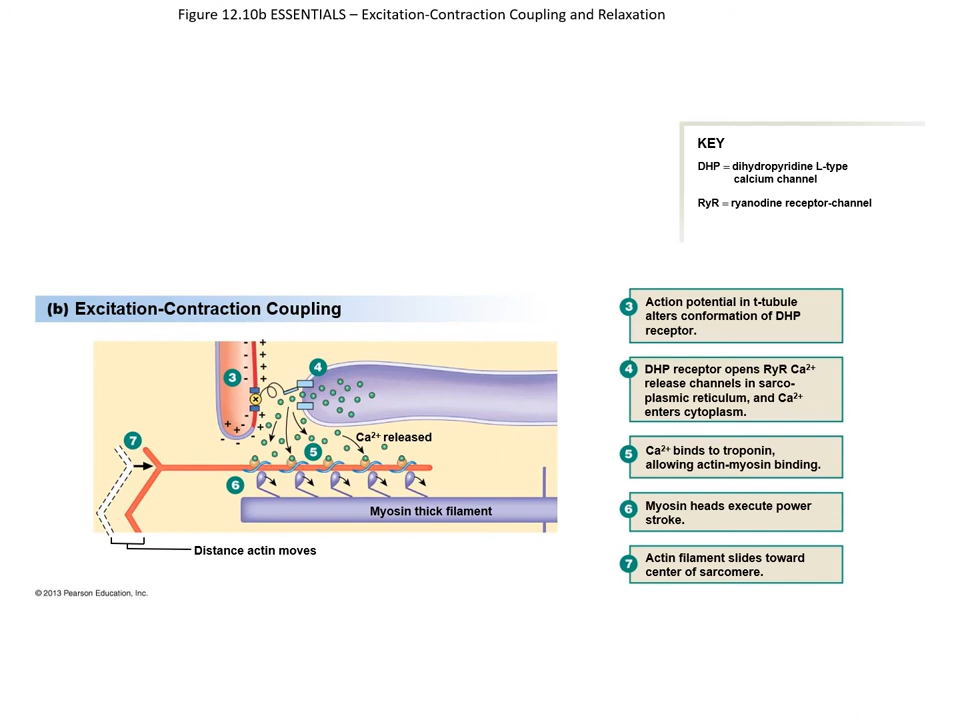 Figure 12.10b ESSENTIALS – Excitation-Contraction Coupling and Relaxation
KEY
DHP = dihydropyridine L-type
calcium channel
RyR = ryanodine receptor-channel
(b) Excitation-Contraction Coupling
3
4
7
Ca2+ released
5
6
Myosin thick filament
Distance actin moves
3 Action potential in t-tubule
alters conformation of DHP
receptor.
4 DHP receptor opens RyR Ca2+
release channels in sarco-
plasmic reticulum, and Ca2+
enters cytoplasm.
5 Ca2+ binds to troponin,
allowing actin-myosin binding.
6 Myosin heads execute power
stroke.
7 Actin filament slides toward
center of sarcomere.
© 2013 Pearson Education, Inc.